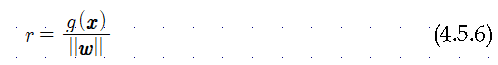 r = g(x) / ||w|| (4.5.6)